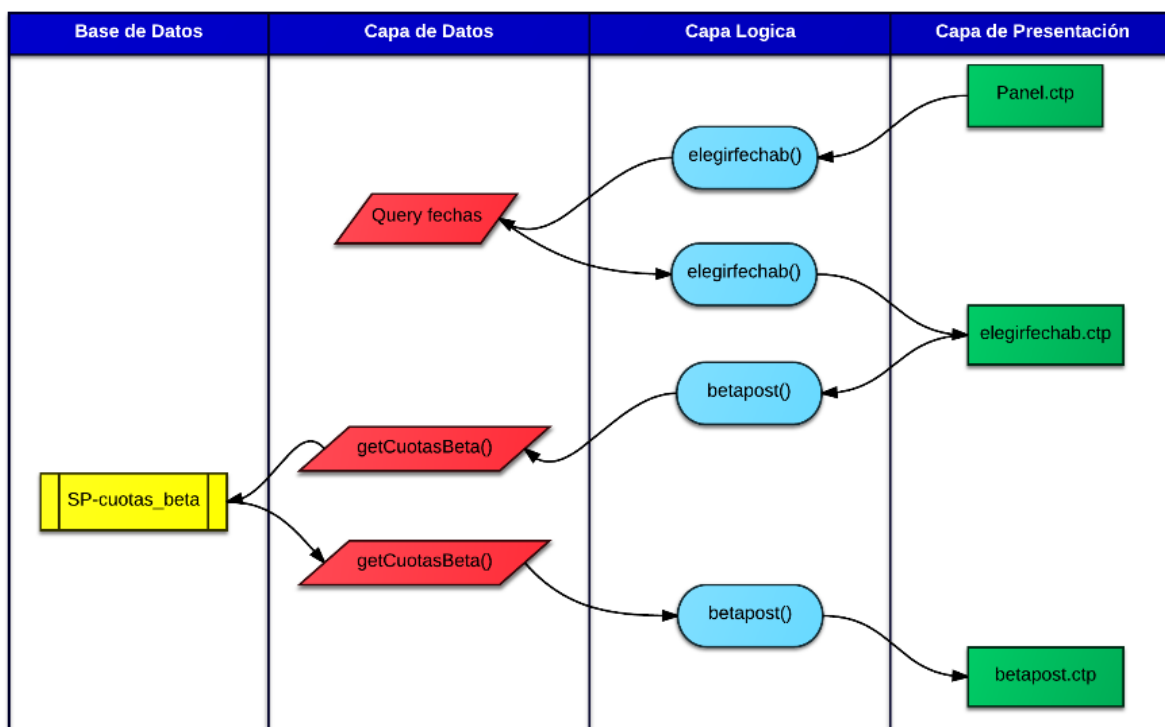 Base de Datos
Capa de Datos
Capa Logica
Capa de Presentación
Panel.ctp
elegirfechab()
Query fechas
elegirfechab()
elegirfechab.ctp
betapost()
getCuotasBeta()
SP-cuotas_beta
getCuotasBeta()
betapost()
betapost.ctp